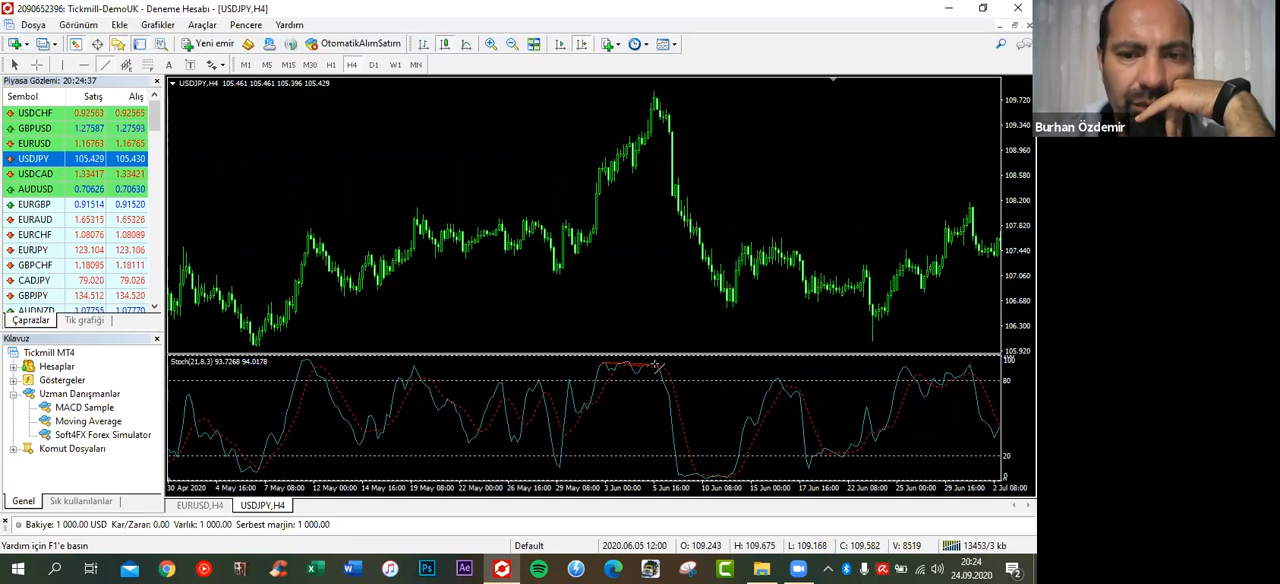 2090652396: Tickmill-DemoUK - Deneme Hesabı - [USDJPY,H4]
Dosya Görünüm Ekle Grafikler Araçlar Pencere Yardım
Yeni emir OtomatikAlımSatım
A T M1 M5 M15 M30 H1 H4 D1 W1 MN
Piyasa Gözlemi: 20:24:37
Sembol Satış Alış
USDCHF 0.92563 0.92565
GBPUSD 1.27587 1.27593
EURUSD 1.16763 1.16765
USDJPY 105.429 105.430
USDCAD 1.33417 1.33421
AUDUSD 0.70626 0.70630
EURGBP 0.91514 0.91520
EURAUD 1.65315 1.65326
EURCHF 1.08076 1.08089
EURJPY 123.104 123.106
GBPCHF 1.18095 1.18111
CADJPY 79.020 79.026
GBPJPY 134.512 134.520
AUDNZD 1.07755 1.07770
Çaprazlar Tik grafiği
Kılavuz
Tickmill MT4
Hesaplar
Göstergeler
Uzman Danışmanlar
MACD Sample
Moving Average
Soft4FX Forex Simulator
Komut Dosyaları
Genel Sık kullanılanlar
USDJPY,H4 105.461 105.461 105.396 105.429
109.720
109.340
108.960
108.580
108.200
107.820
107.440
107.060
106.680
106.300
105.920
Stoch(21,8,3) 93.7268 94.0178
100
80
20
0
30 Apr 2020 4 May 16:00 7 May 08:00 12 May 00:00 14 May 16:00 19 May 08:00 22 May 00:00 26 May 16:00 29 May 08:00 3 Jun 00:00 5 Jun 16:00 10 Jun 08:00 15 Jun 00:00 17 Jun 16:00 22 Jun 08:00 25 Jun 00:00 29 Jun 16:00 2 Jul 08:00
EURUSD,H4 USDJPY,H4
Bakiye: 1 000.00 USD Kar/Zarar: 0.00 Varlık: 1 000.00 Serbest marjin: 1 000.00
Yardım için F1'e basın Default 2020.06.05 12:00 O: 109.243 H: 109.675 L: 109.168 C: 109.582 V: 8519 13453/3 kb
20:24
24.09.2020
Burhan Özdemir